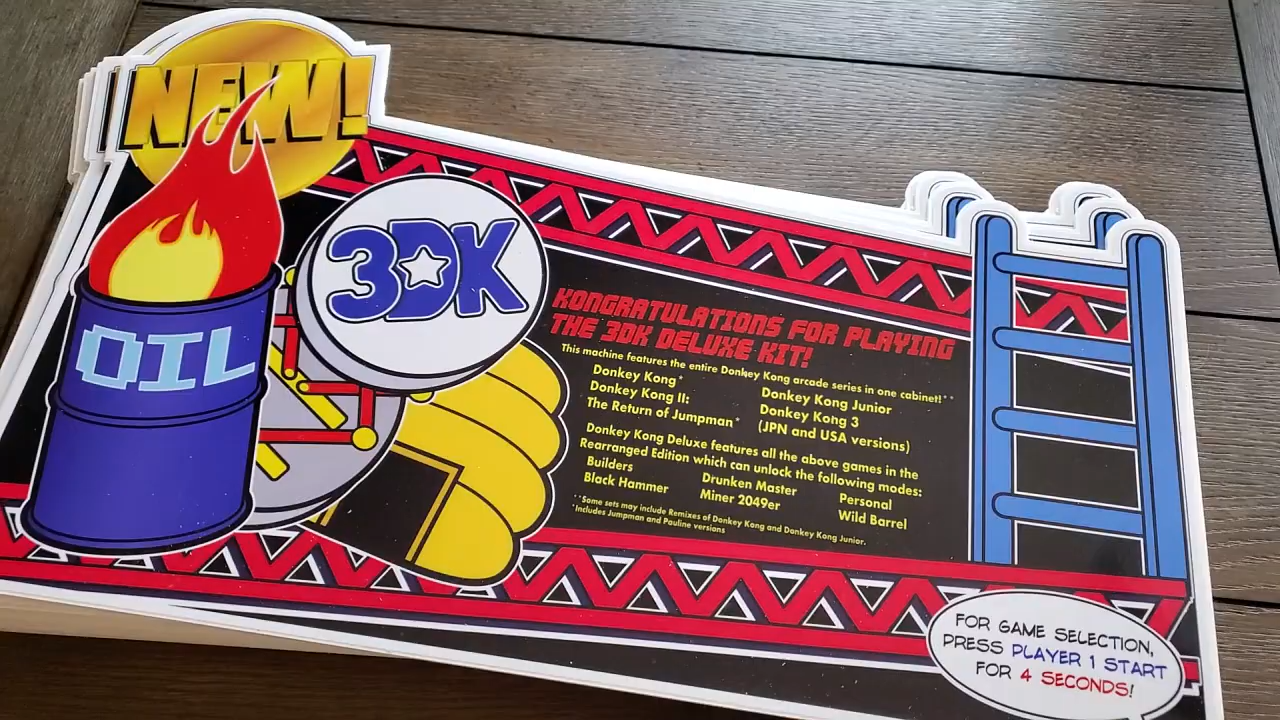 NEW!
OIL
3DK
KONGRATULATIONS FOR PLAYING
THE 3DK DELUXE KIT!
This machine features the entire Donkey Kong arcade series in one cabinet!**
Donkey Kong*
Donkey Kong II:
The Return of Jumpman*
Donkey Kong Junior
Donkey Kong 3
(JPN and USA versions)
Donkey Kong Deluxe features all the above games in the
Rearranged Edition which can unlock the following modes:
Builders
Black Hammer
Drunken Master
Miner 2049er
Personal
Wild Barrel
**Some sets may include Remixes of Donkey Kong and Donkey Kong Junior.
*Includes Jumpman and Pauline versions
FOR GAME SELECTION,
PRESS PLAYER 1 START
FOR 4 SECONDS!